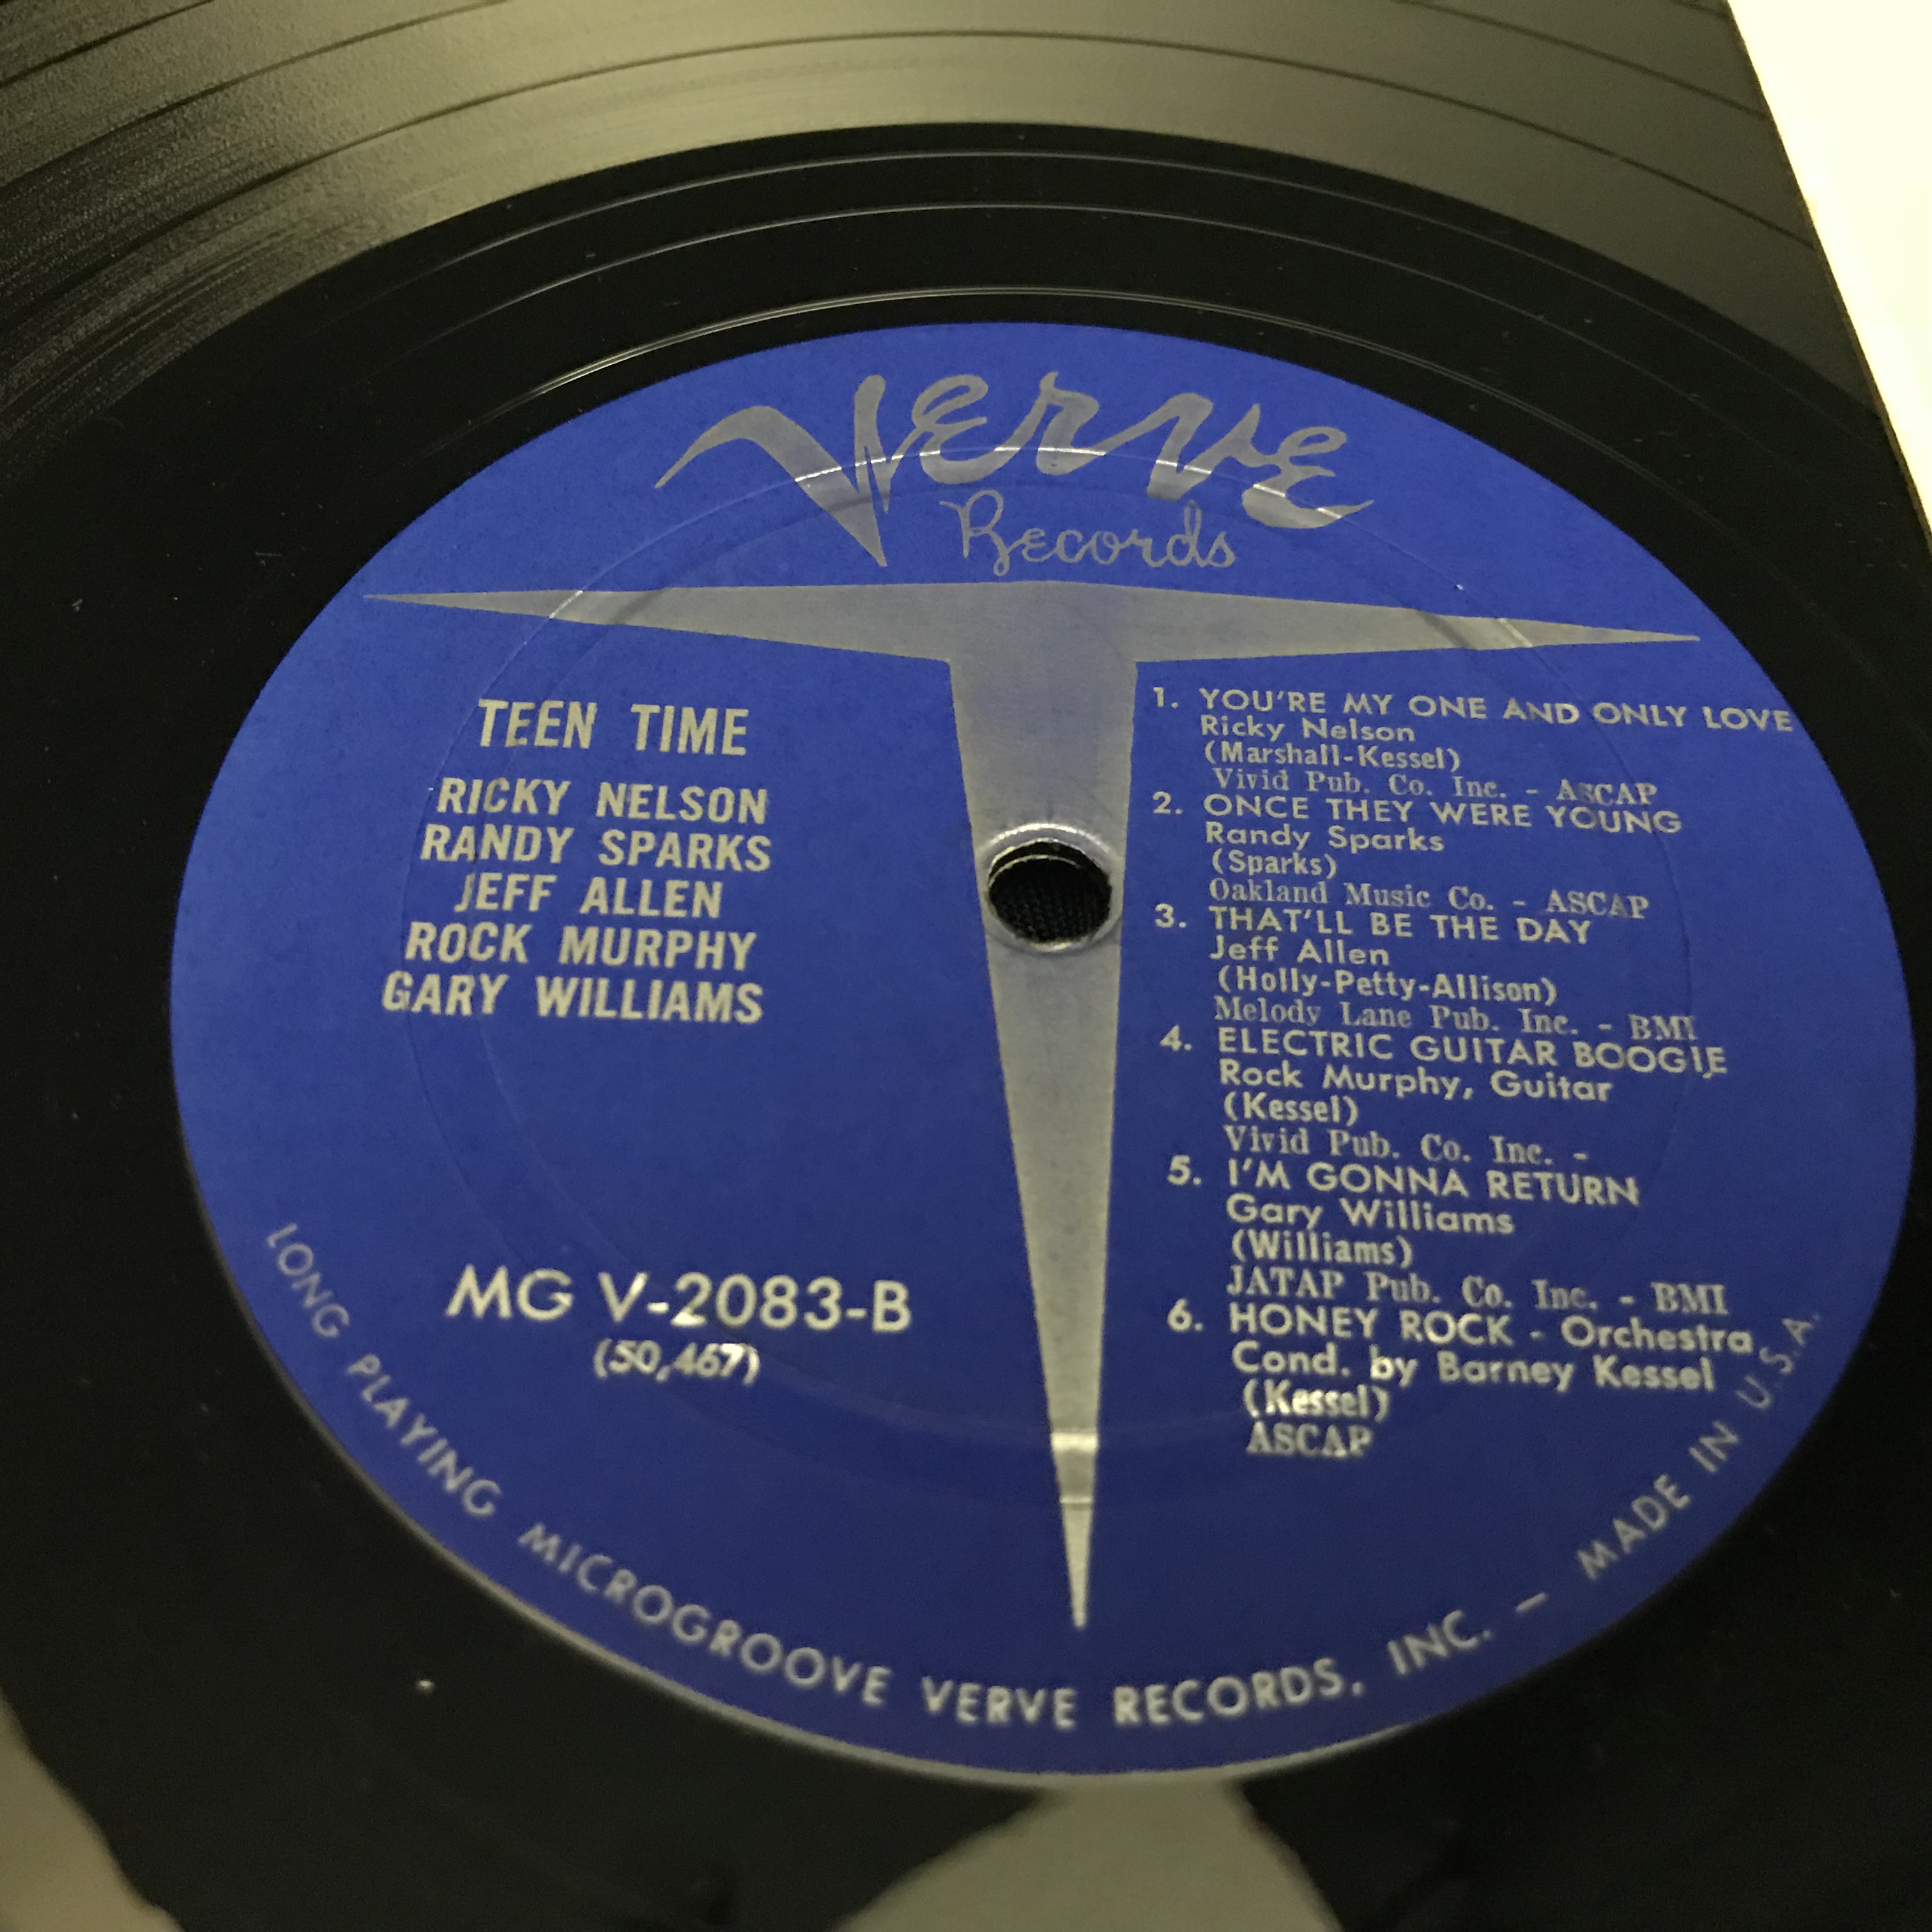 Verve
Records
TEEN TIME
RICKY NELSON
RANDY SPARKS
JEFF ALLEN
ROCK MURPHY
GARY WILLIAMS
MG V-2083-B
(50,467)
1. YOU'RE MY ONE AND ONLY LOVE
Ricky Nelson
(Marshall-Kessel)
Vivid Pub. Co. Inc. - ASCAP
2. ONCE THEY WERE YOUNG
Randy Sparks
(Sparks)
Oakland Music Co. - ASCAP
3. THAT'LL BE THE DAY
Jeff Allen
(Holly-Petty-Allison)
Melody Lane Pub. Inc. - BMI
4. ELECTRIC GUITAR BOOGIE
Rock Murphy, Guitar
(Kessel)
Vivid Pub. Co. Inc. -
5. I'M GONNA RETURN
Gary Williams
(Williams)
JATAP Pub. Co. Inc. - BMI
6. HONEY ROCK - Orchestra
Cond. by Barney Kessel
(Kessel)
ASCAP
LONG PLAYING MICROGROOVE VERVE RECORDS, INC. — MADE IN U.S.A.